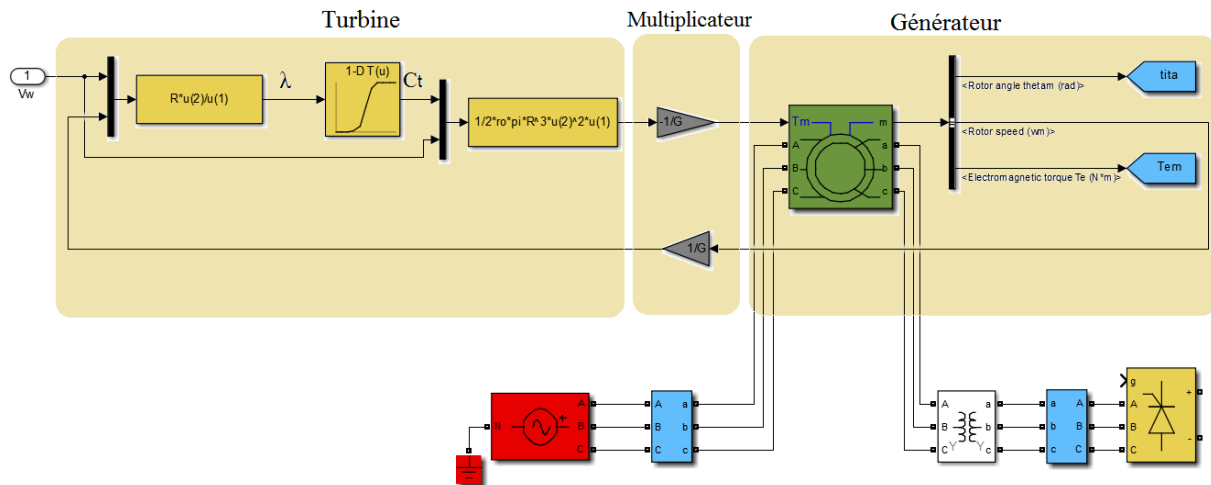 Turbine
Multiplicateur
Générateur
1
Vw
R*u(2)/u(1)
λ
1-D T(u)
Ct
1/2*ro*pi*R^3*u(2)^2*u(1)
-1/G
Tm
m
A
B
C
a
b
c
<Rotor angle thetam (rad)>
<Rotor speed (wm)>
<Electromagnetic torque Te (N*m)>
tita
Tem
1/G
N
A
B
C
A
B
C
a
b
c
A
B
C
a
b
c
Y
Y
a
b
c
A
B
C
g
A
B
C
+
-